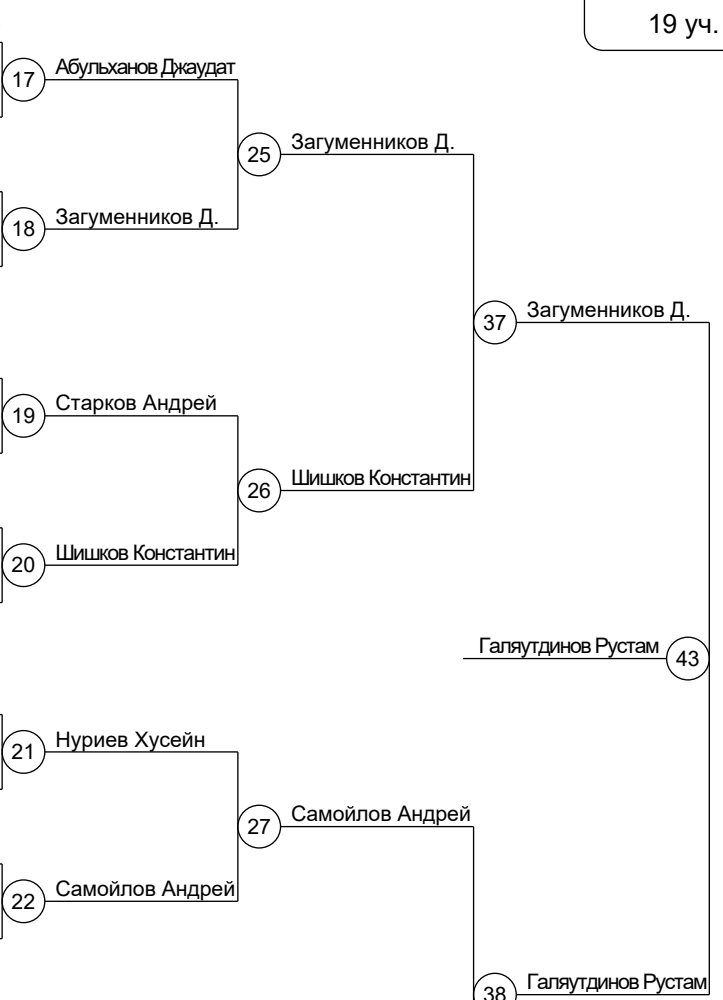 19 уч.
17 Абульханов Джаудат
25 Загуменников Д.
18 Загуменников Д.
37 Загуменников Д.
19 Старков Андрей
26 Шишков Константин
20 Шишков Константин
Галяутдинов Рустам 43
21 Нуриев Хусейн
27 Самойлов Андрей
22 Самойлов Андрей
38 Галяутдинов Рустам